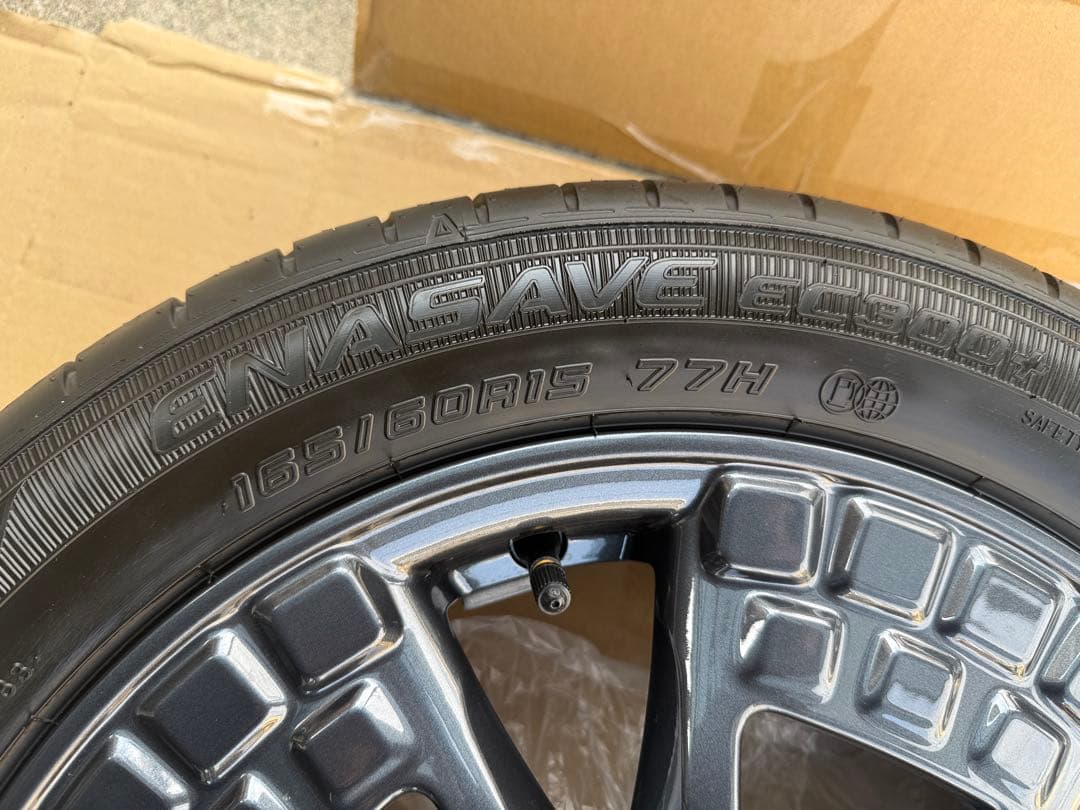 ENASAVE EC300+
165/60R15 77H
SAFETY